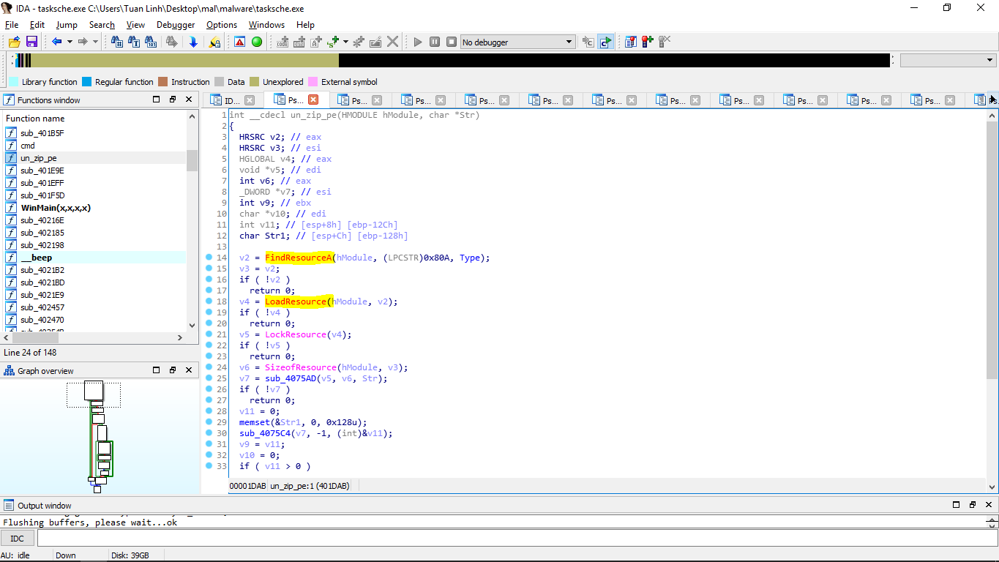 IDA - tasksche.exe C:\Users\Tuan Linh\Desktop\mal\malware\tasksche.exe
File Edit Jump Search View Debugger Options Windows Help
No debugger
Library function Regular function Instruction Data Unexplored External symbol
Functions window
ID... Ps... Ps... Ps... Ps... Ps... Ps... Ps... Ps... Ps... Ps... Ps...
Function name
sub_401B5F
cmd
un_zip_pe
sub_401E9E
sub_401EFF
sub_401F5D
WinMain(x,x,x,x)
sub_40216E
sub_402185
sub_402198
__beep
sub_4021B2
sub_4021BD
sub_4021E9
sub_402457
sub_402470
Line 24 of 148
Graph overview
1 int __cdecl un_zip_pe(HMODULE hModule, char *Str)
2 {
3 HRSRC v2; // eax
4 HRSRC v3; // esi
5 HGLOBAL v4; // eax
6 void *v5; // edi
7 int v6; // eax
8 _DWORD *v7; // esi
9 int v9; // ebx
10 char *v10; // edi
11 int v11; // [esp+8h] [ebp-12Ch]
12 char Str1; // [esp+Ch] [ebp-128h]
13
14 v2 = FindResourceA(hModule, (LPCSTR)0x80A, Type);
15 v3 = v2;
16 if ( !v2 )
17 return 0;
18 v4 = LoadResource(hModule, v2);
19 if ( !v4 )
20 return 0;
21 v5 = LockResource(v4);
22 if ( !v5 )
23 return 0;
24 v6 = SizeofResource(hModule, v3);
25 v7 = sub_4075AD(v5, v6, Str);
26 if ( !v7 )
27 return 0;
28 v11 = 0;
29 memset(&Str1, 0, 0x128u);
30 sub_4075C4(v7, -1, (int)&v11);
31 v9 = v11;
32 v10 = 0;
33 if ( v11 > 0 )
00001DAB un_zip_pe:1 (401DAB)
Output window
Flushing buffers, please wait...ok
IDC
AU: idle Down Disk: 39GB